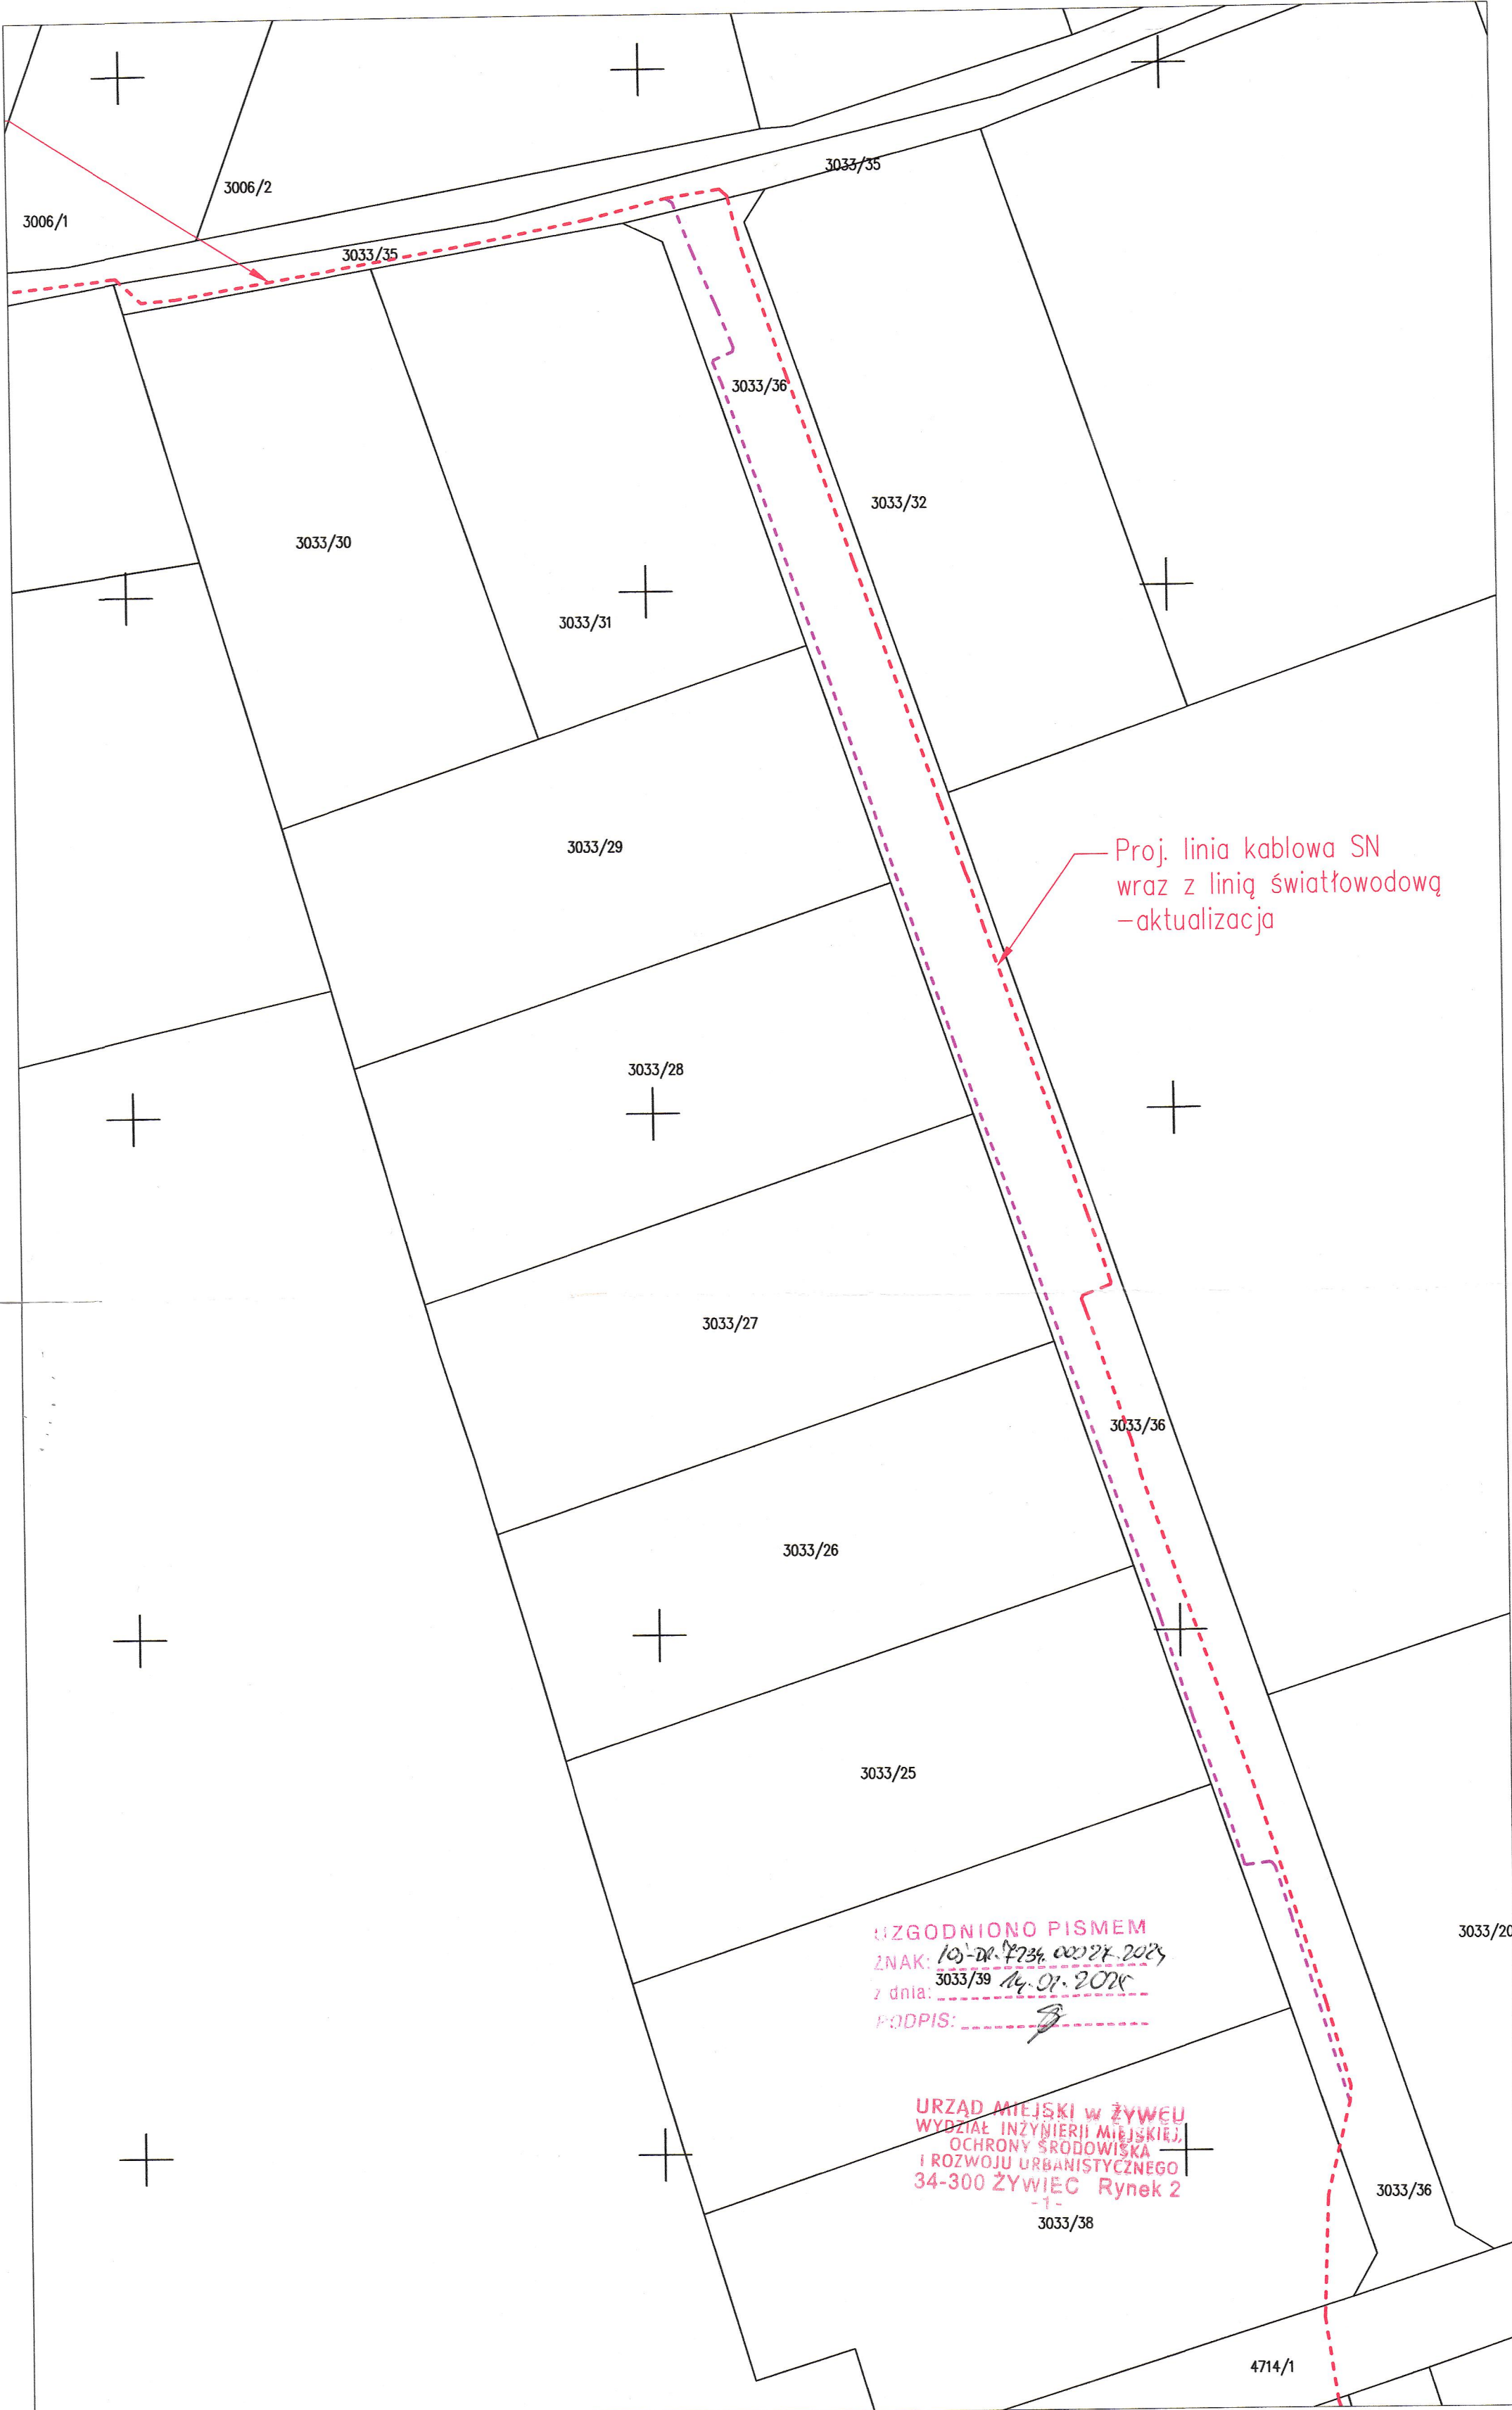 3033/35
3006/2
3006/1
3033/35
3033/36
3033/32
3033/30
3033/31
3033/29
Proj. linia kablowa SN
wraz z linią światłowodową
-aktualizacja
3033/28
3033/27
3033/36
3033/26
3033/25
UZGODNIONO PISMEM
3033/20
ZNAK:
3033/39
z dnia:
PODPIS:
URZĄD MIEJSKI w ŻYWCU
WYDZIAŁ INŻYNIERII MIEJSKIEJ,
OCHRONY ŚRODOWISKA
I ROZWOJU URBANISTYCZNEGO
34-300 ŻYWIEC Rynek 2
-1-
3033/36
3033/38
4714/1